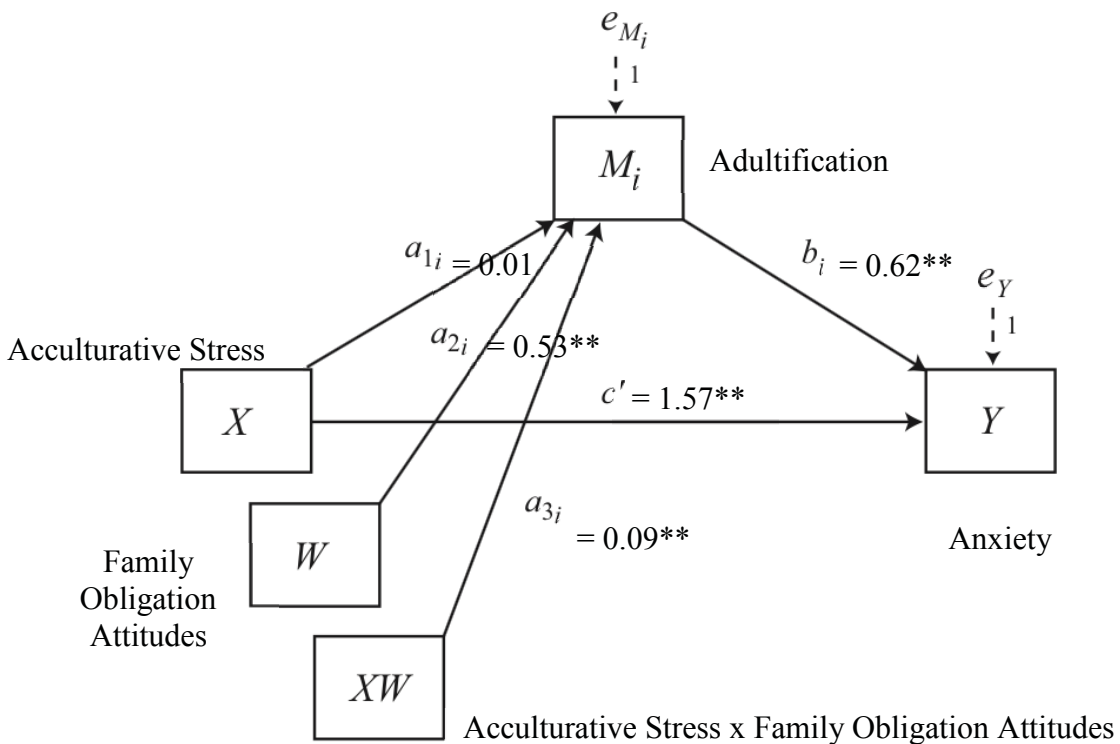 e_{M_i}
1
M_i
Adultification
a_{1i} = 0.01
b_i = 0.62**
e_Y
1
Acculturative Stress
a_{2i} = 0.53**
X
c' = 1.57**
Y
a_{3i} = 0.09**
Anxiety
W
Family
Obligation
Attitudes
XW
Acculturative Stress x Family Obligation Attitudes